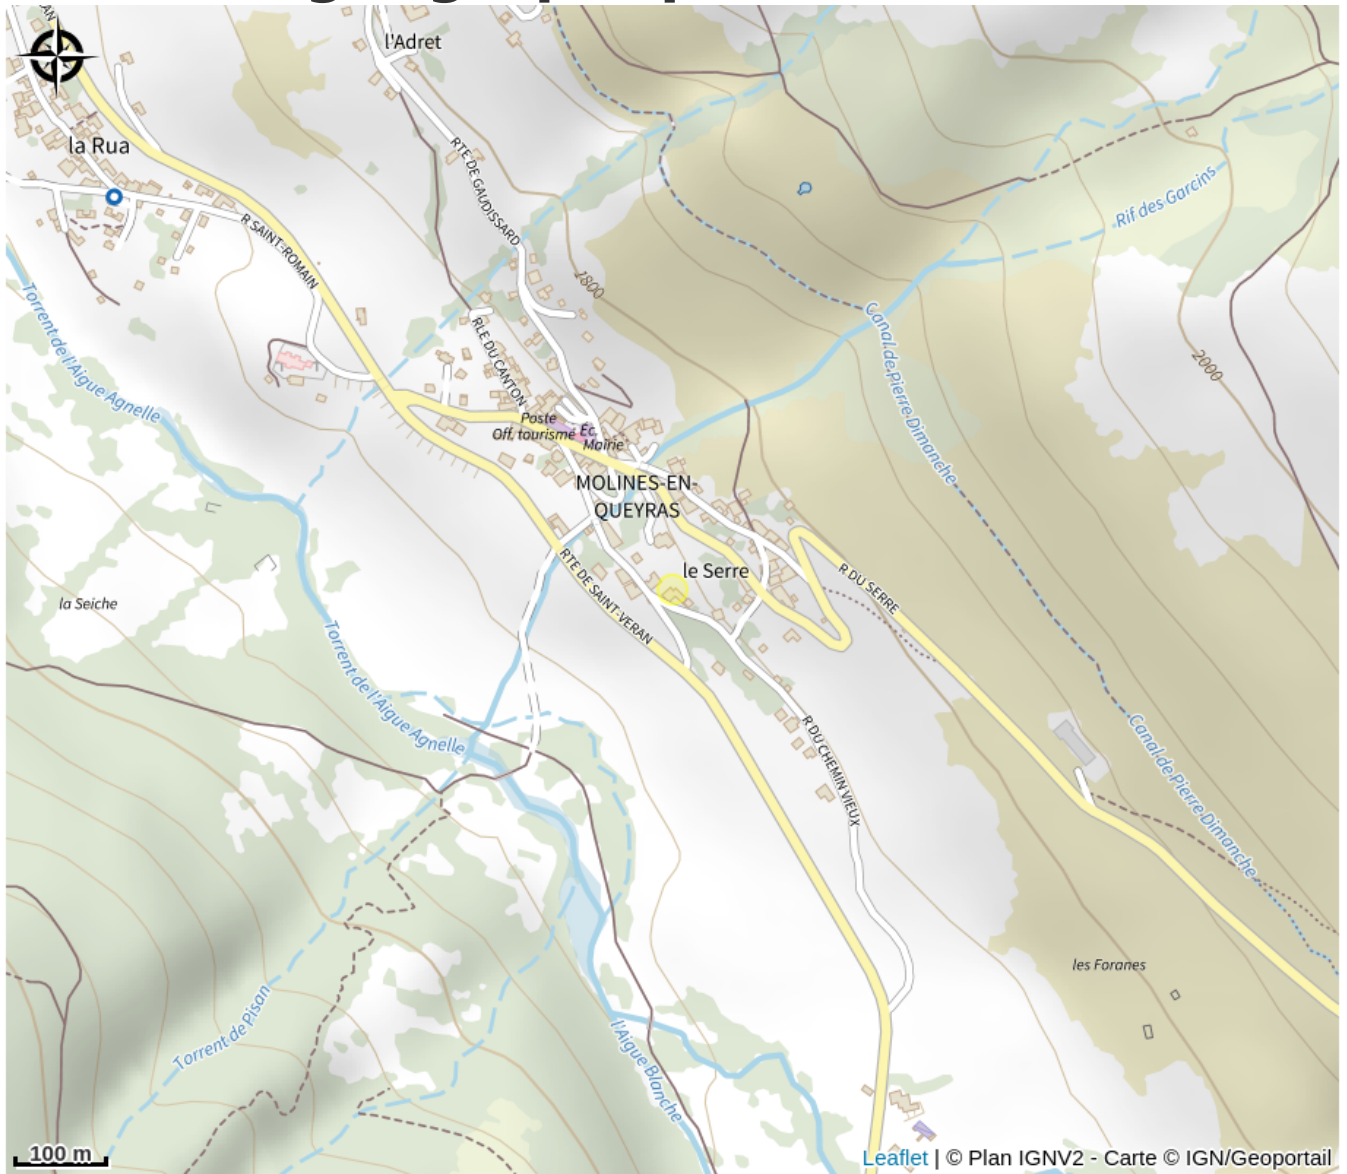 l'Adret
la Rua
RTE DE GAUDISSARD
Rif des Garcins
R SAINT-ROMAIN
1800
Torrent de l'Aigue Agnelle
Canal de Pierre Dimanche
RLE DU CANTON
2000
Poste
Off. tourisme Éc.
Mairie
MOLINES-EN-
QUEYRAS
le Serre
R DU SERRE
RTE DE SAINT-VERAN
la Seiche
Torrent de l'Aigue Agnelle
R DU CHEMIN VIEUX
Canal de Pierre Dimanche
les Foranes
Torrent de Pisan
l'Aigue Blanche
100 m
Leaflet | © Plan IGNV2 - Carte © IGN/Geoportail